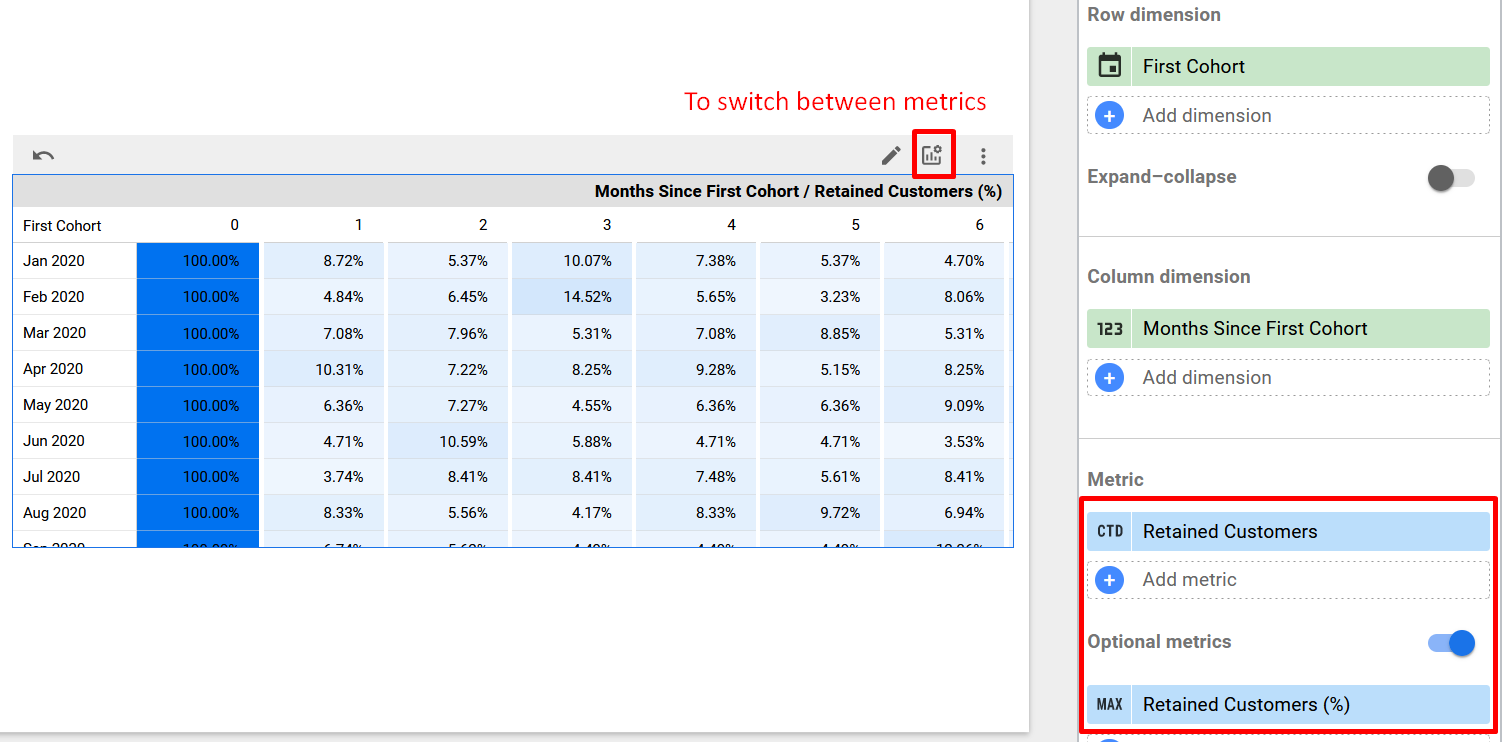 To switch between metrics
Months Since First Cohort / Retained Customers (%)
First Cohort 0 1 2 3 4 5 6
Jan 2020 100.00% 8.72% 5.37% 10.07% 7.38% 5.37% 4.70%
Feb 2020 100.00% 4.84% 6.45% 14.52% 5.65% 3.23% 8.06%
Mar 2020 100.00% 7.08% 7.96% 5.31% 7.08% 8.85% 5.31%
Apr 2020 100.00% 10.31% 7.22% 8.25% 9.28% 5.15% 8.25%
May 2020 100.00% 6.36% 7.27% 4.55% 6.36% 6.36% 9.09%
Jun 2020 100.00% 4.71% 10.59% 5.88% 4.71% 4.71% 3.53%
Jul 2020 100.00% 3.74% 8.41% 8.41% 7.48% 5.61% 8.41%
Aug 2020 100.00% 8.33% 5.56% 4.17% 8.33% 9.72% 6.94%
Row dimension
First Cohort
Add dimension
Expand–collapse
Column dimension
123 Months Since First Cohort
Add dimension
Metric
CTD Retained Customers
Add metric
Optional metrics
MAX Retained Customers (%)